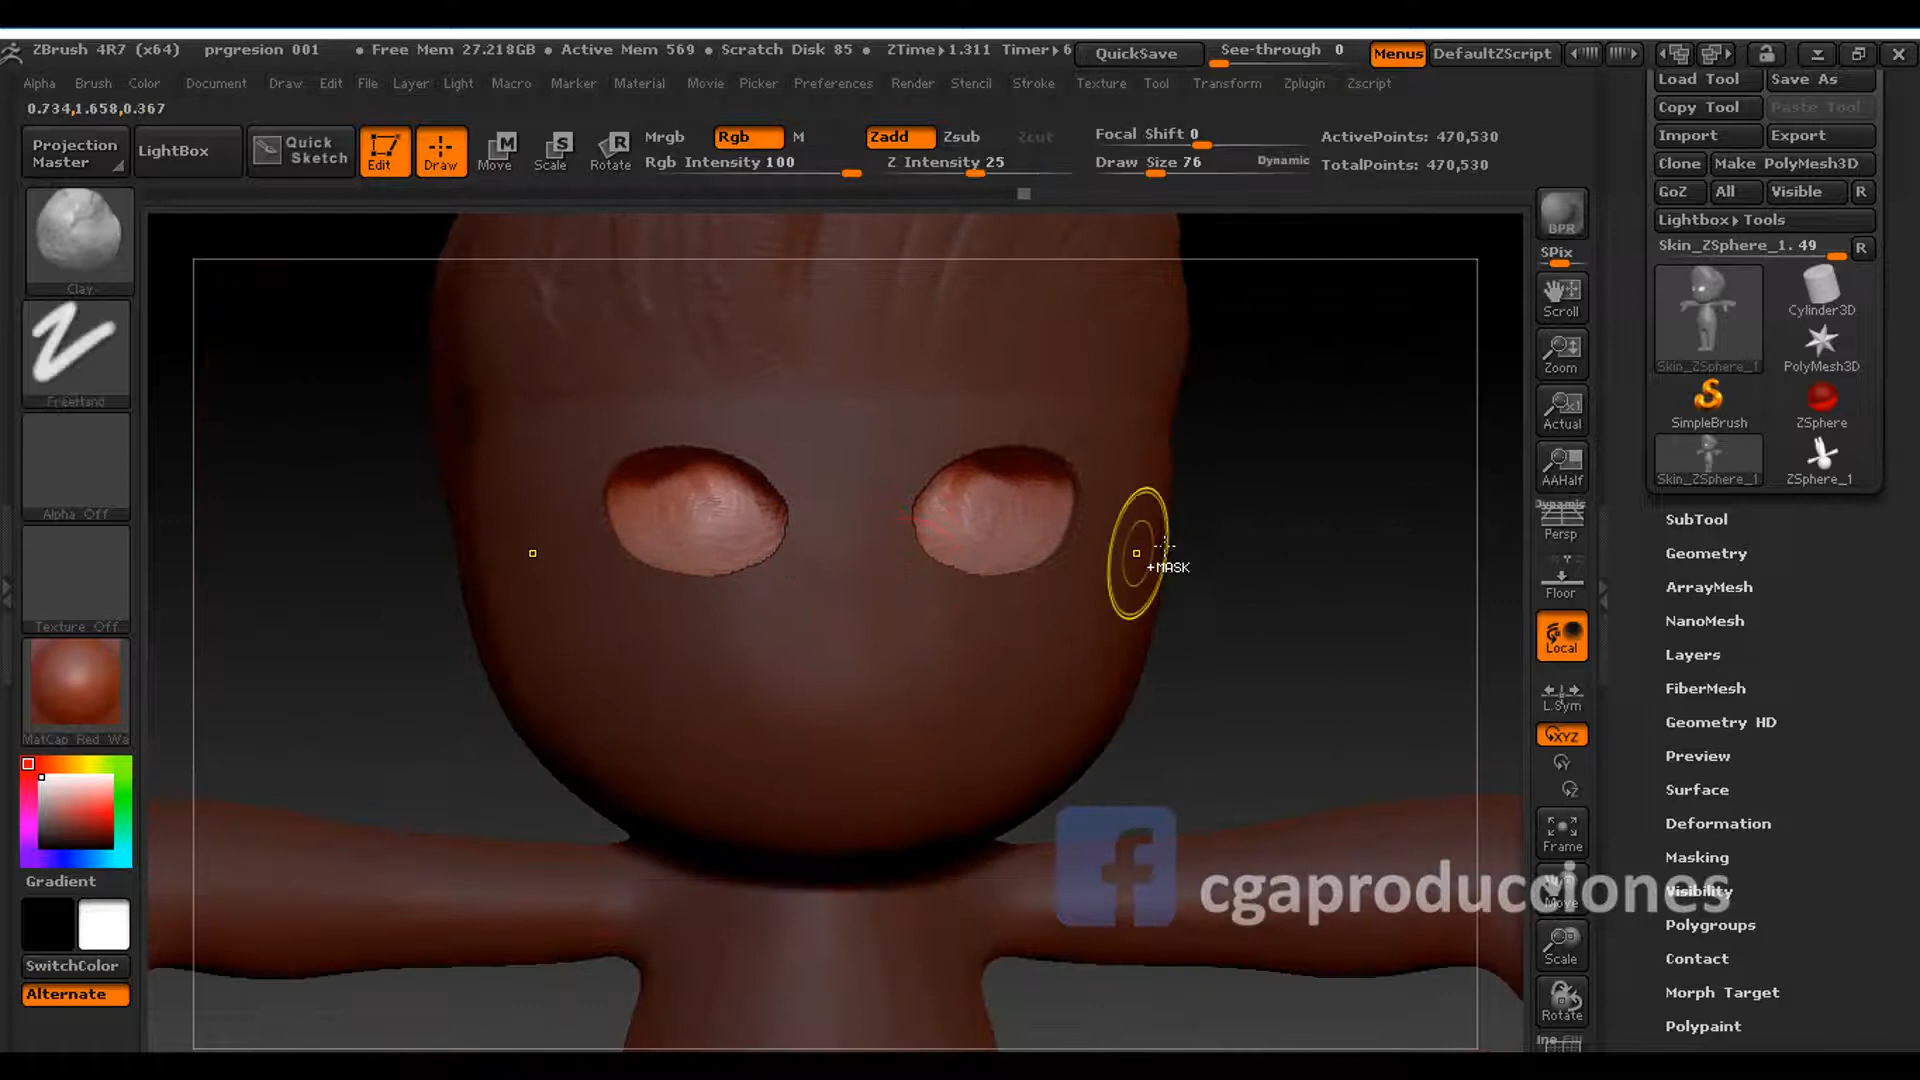 ZBrush 4R7 (x64) prgresion 001 • Free Mem 27.218GB • Active Mem 569 • Scratch Disk 85 • ZTime▸1.311 Timer▸6 QuickSave See-through 0 Menus DefaultZScript
Alpha Brush Color Document Draw Edit File Layer Light Macro Marker Material Movie Picker Preferences Render Stencil Stroke Texture Tool Transform Zplugin Zscript
0.734,1.658,0.367
Projection Master
LightBox
Quick Sketch
Edit
Draw
Move
Scale
Rotate
Mrgb Rgb M
Rgb Intensity 100
Zadd Zsub Zcut
Z Intensity 25
Focal Shift 0
Draw Size 76 Dynamic
ActivePoints: 470,530
TotalPoints: 470,530
Clay
FreeHand
Alpha Off
Texture Off
MatCap Red Wa
Gradient
SwitchColor
Alternate
+MASK
cgaproducciones
BPR
SPix
Scroll
Zoom
Actual
AAHalf
Dynamic
Persp
Floor
Local
L.Sym
XYZ
Frame
Move
Scale
Rotate
Load Tool Save As
Copy Tool Paste Tool
Import Export
Clone Make PolyMesh3D
GoZ All Visible R
Lightbox▸Tools
Skin_ZSphere_1. 49 R
Skin_ZSphere_1 Cylinder3D
PolyMesh3D
SimpleBrush ZSphere
Skin_ZSphere_1 ZSphere_1
SubTool
Geometry
ArrayMesh
NanoMesh
Layers
FiberMesh
Geometry HD
Preview
Surface
Deformation
Masking
Visibility
Polygroups
Contact
Morph Target
Polypaint